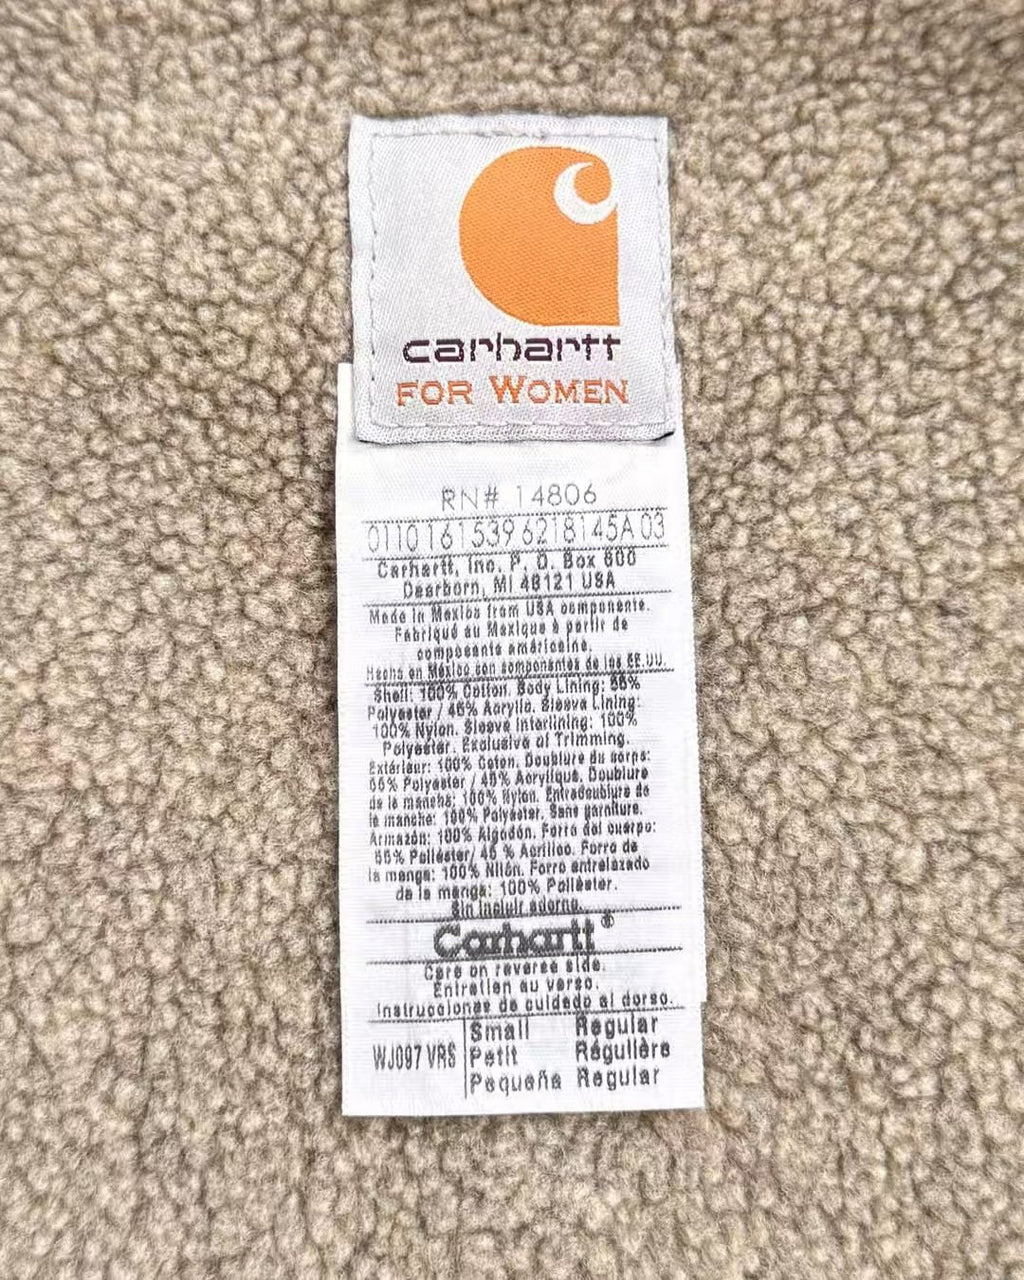 carhartt
FOR WOMEN
RN# 14806
0110 16 1539 6218145A 03
Carhartt, Inc. P. O. Box 600
Dearborn, MI 48121 USA
Made in Mexico from USA components.
Fabriqué au Mexique à partir de
composants américains.
Hecho en México con componentes de los EE.UU.
Shell: 100% Cotton. Body Lining: 55%
Polyester / 45% Acrylic. Sleeve Lining:
100% Nylon. Sleeve Interlining: 100%
Polyester. Exclusive of Trimming.
Extérieur: 100% Coton. Doublure du corps:
55% Polyester / 45% Acrylique. Doublure
de la manche: 100% Nylon. Entredoublure de
la manche: 100% Polyester. Sans garniture.
Armazón: 100% Algodón. Forro del cuerpo:
55% Poliéster/ 45 % Acrílico. Forro de
la manga: 100% Nilón. Forro entrelazado
de la manga: 100% Poliéster.
Sin incluir adorno.
Carhartt®
Care on reverse side.
Entretien au verso.
Instrucciones de cuidado al dorso.
WJ097 VRS
Small Regular
Petit Régulière
Pequeña Regular